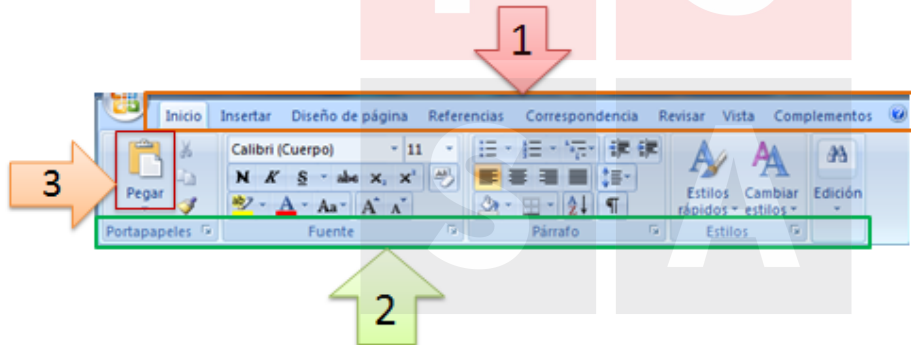 1
Inicio Insertar Diseño de página Referencias Correspondencia Revisar Vista Complementos
3
Pegar
Calibri (Cuerpo) 11
N K S abc x, x²
A Aa A A
Estilos rápidos
Cambiar estilos
Edición
Portapapeles Fuente Párrafo Estilos
2
S A